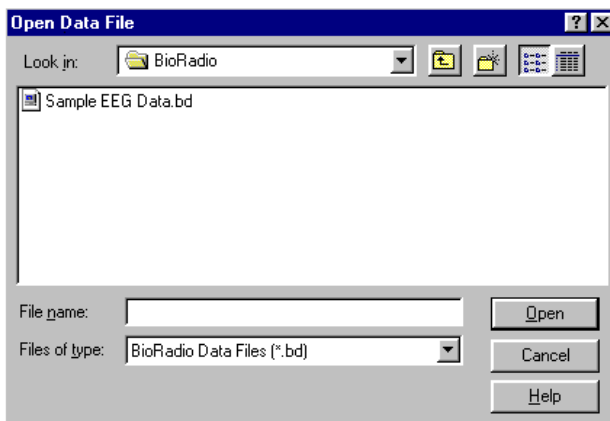 Open Data File
Look in: BioRadio
Sample EEG Data.bd
File name: Open
Files of type: BioRadio Data Files (*.bd) Cancel
Help